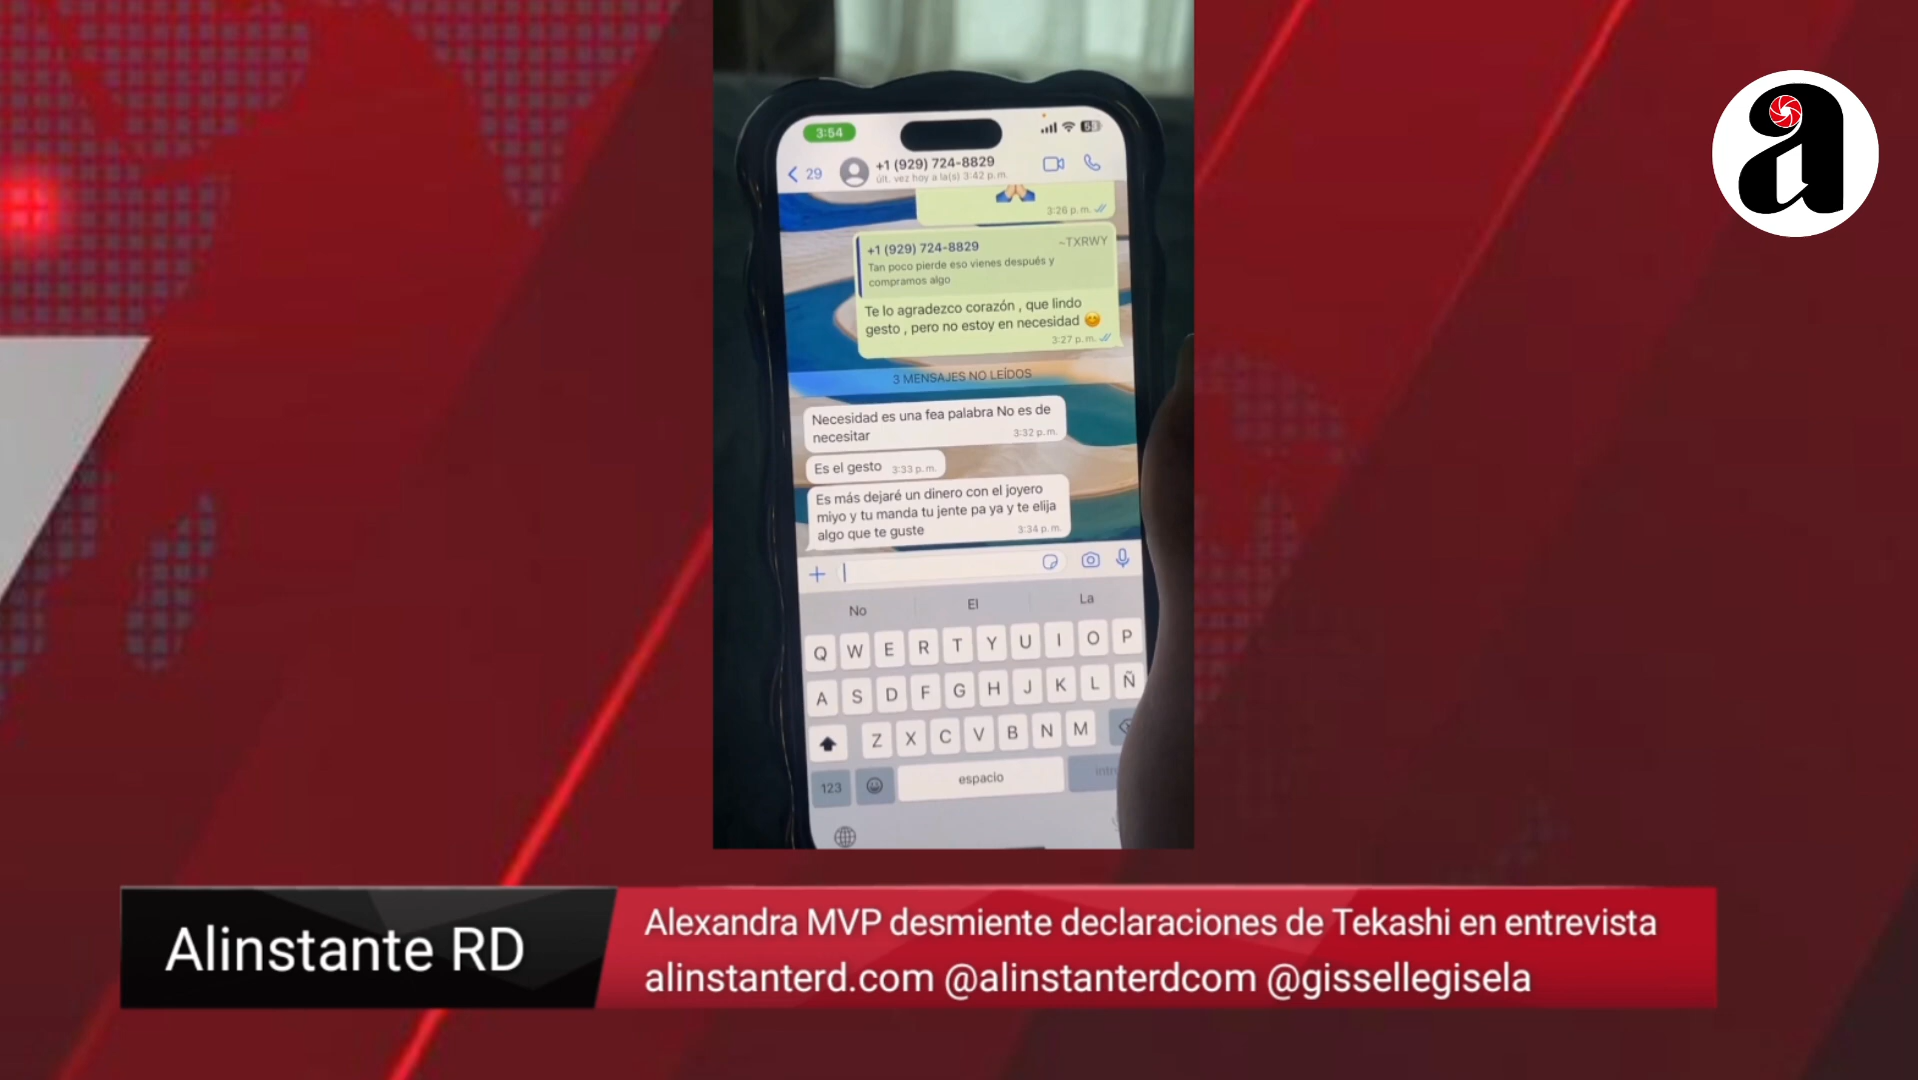 3:54
53
29
+1 (929) 724-8829
últ. vez hoy a la(s) 3:42 p. m.
3:26 p. m.
+1 (929) 724-8829 ~TXRWY
Tan poco pierde eso vienes después y
compramos algo
Te lo agradezco corazón , que lindo
gesto , pero no estoy en necesidad 😊
3:27 p. m.
3 MENSAJES NO LEÍDOS
Necesidad es una fea palabra No es de
necesitar 3:32 p. m.
Es el gesto 3:33 p. m.
Es más dejaré un dinero con el joyero
miyo y tu manda tu jente pa ya y te elija
algo que te guste 3:34 p. m.
No El La
Q W E R T Y U I O P
A S D F G H J K L Ñ
Z X C V B N M
123 espacio
a
Alinstante RD
Alexandra MVP desmiente declaraciones de Tekashi en entrevista
alinstanterd.com @alinstanterdcom @gissellegisela